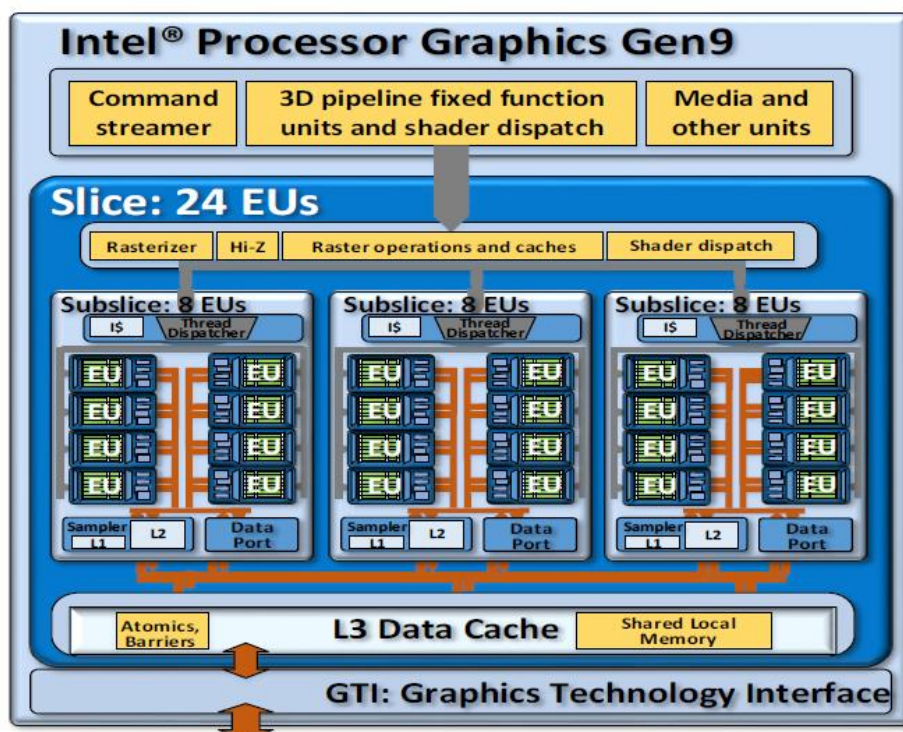 Intel® Processor Graphics Gen9
Command
streamer
3D pipeline fixed function
units and shader dispatch
Media and
other units
Slice: 24 EUs
Rasterizer
Hi-Z
Raster operations and caches
Shader dispatch
Subslice: 8 EUs
I$
Thread
Dispatcher
EU EU
EU EU
EU EU
EU EU
Sampler
L1
L2
Data
Port
Subslice: 8 EUs
I$
Thread
Dispatcher
EU EU
EU EU
EU EU
EU EU
Sampler
L1
L2
Data
Port
Subslice: 8 EUs
I$
Thread
Dispatcher
EU EU
EU EU
EU EU
EU EU
Sampler
L1
L2
Data
Port
Atomics,
Barriers
L3 Data Cache
Shared Local
Memory
GTI: Graphics Technology Interface